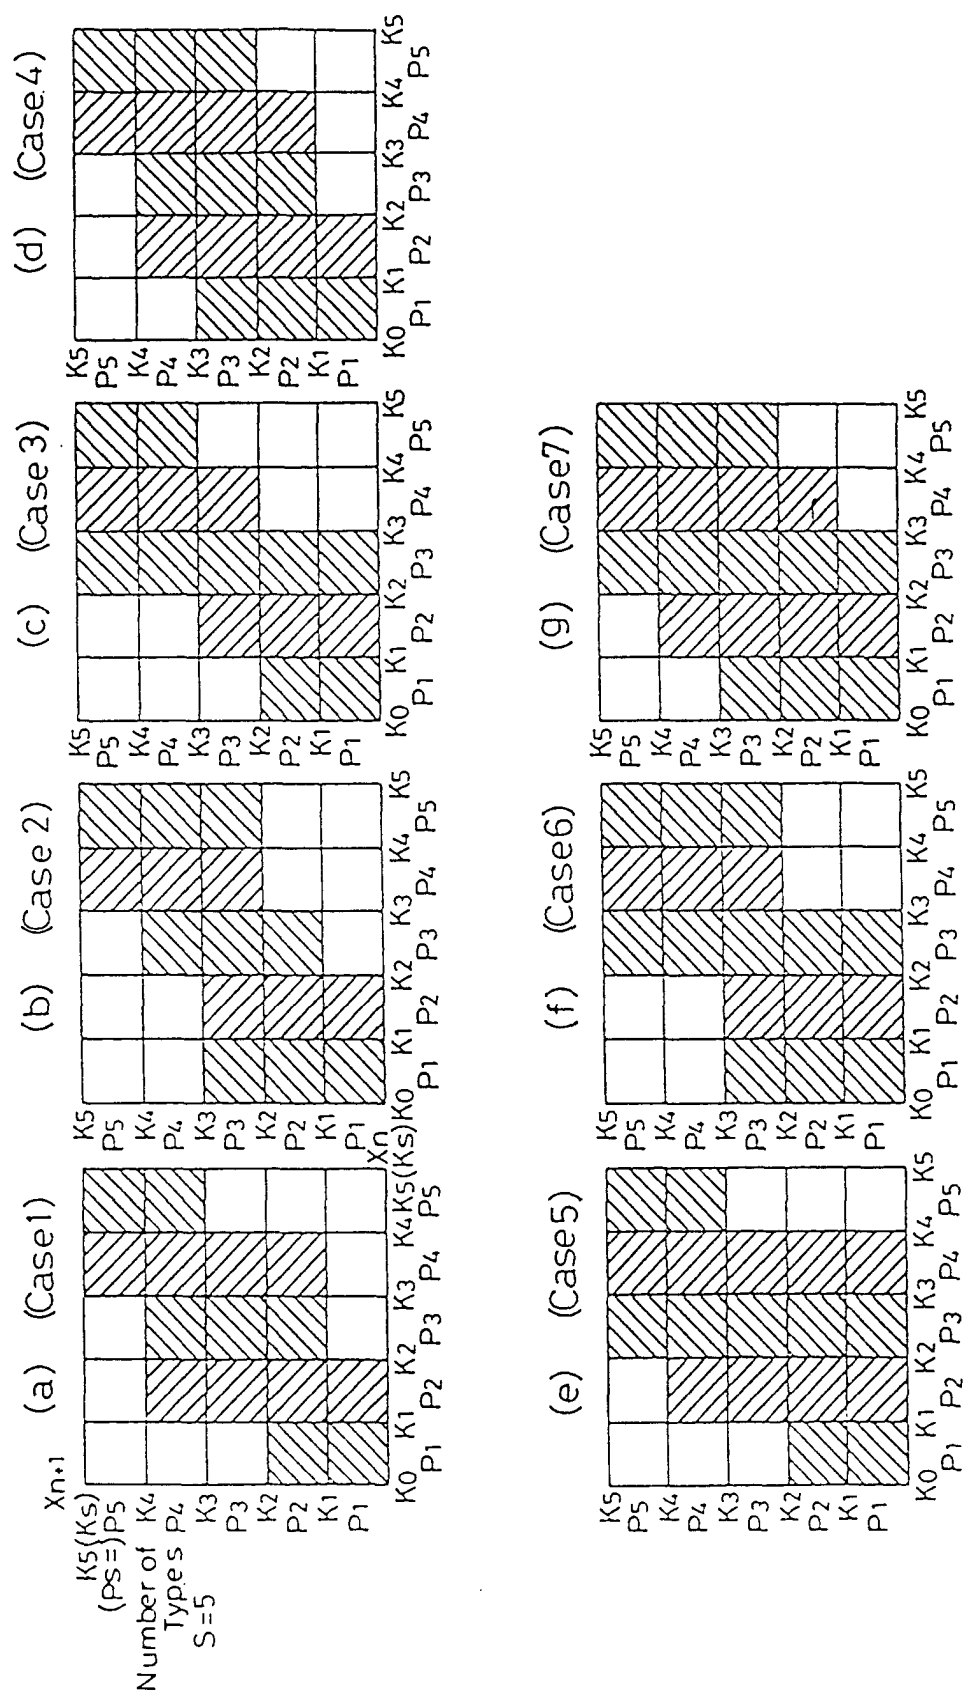 (a) (Case1)
Xn+1
K5(Ks)
(Ps=)P5
K4
P4
K3
P3
K2
P2
K1
P1
Number of
Types
S=5
K0 K1 K2 K3 K4 K5(Ks) Xn
P1 P2 P3 P4 P5
(b) (Case 2)
K5
P5
K4
P4
K3
P3
K2
P2
K1
P1
K0 K1 K2 K3 K4 K5
P1 P2 P3 P4 P5
(c) (Case 3)
K5
P5
K4
P4
K3
P3
K2
P2
K1
P1
K0 K1 K2 K3 K4 K5
P1 P2 P3 P4 P5
(d) (Case.4)
K5
P5
K4
P4
K3
P3
K2
P2
K1
P1
K0 K1 K2 K3 K4 K5
P1 P2 P3 P4 P5
(e) (Case5)
K5
P5
K4
P4
K3
P3
K2
P2
K1
P1
K0 K1 K2 K3 K4 K5
P1 P2 P3 P4 P5
(f) (Case6)
K5
P5
K4
P4
K3
P3
K2
P2
K1
P1
K0 K1 K2 K3 K4 K5
P1 P2 P3 P4 P5
(g) (Case7)
K5
P5
K4
P4
K3
P3
K2
P2
K1
P1
K0 K1 K2 K3 K4 K5
P1 P2 P3 P4 P5